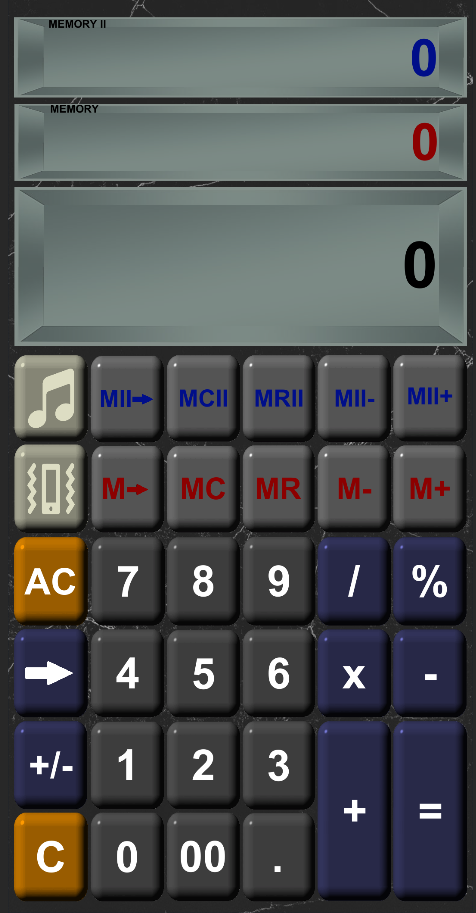 MEMORY II
0
MEMORY
0
0
MII→ MCII MRII MII- MII+
M→ MC MR M- M+
AC 7 8 9 / %
4 5 6 x -
+/- 1 2 3
+ =
C 0 00 .